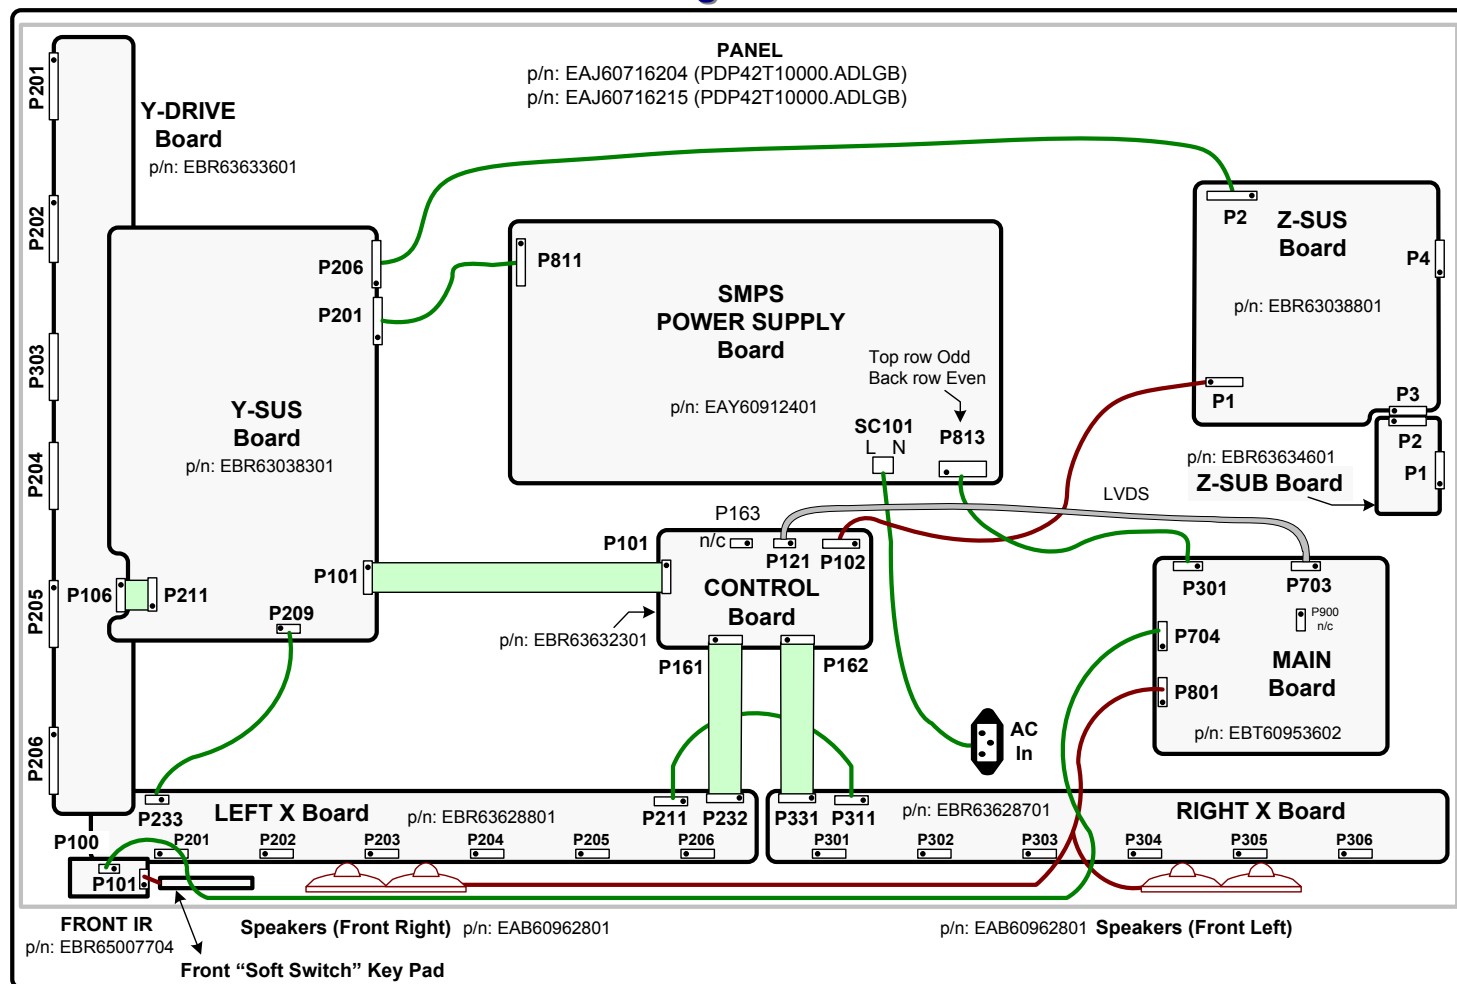 PANEL
p/n: EAJ60716204 (PDP42T10000.ADLGB)
p/n: EAJ60716215 (PDP42T10000.ADLGB)
P201
Y-DRIVE
Board
p/n: EBR63633601
P202
P303
P204
P205
P206
P206
P201
Y-SUS
Board
p/n: EBR63038301
P101
P106
P211
P209
P811
SMPS
POWER SUPPLY
Board
Top row Odd
Back row Even
p/n: EAY60912401
SC101
L N
P813
P2
Z-SUS
Board
P4
p/n: EBR63038801
P1
P3
P2
p/n: EBR63634601
P1
Z-SUB Board
LVDS
P163
n/c
P101
P121
P102
CONTROL
Board
p/n: EBR63632301
P161
P162
P301
P703
P900
n/c
P704
MAIN
Board
P801
p/n: EBT60953602
AC
In
P233
LEFT X Board
p/n: EBR63628801
P211
P232
P331
P311
p/n: EBR63628701
RIGHT X Board
P100
P201
P202
P203
P204
P205
P206
P301
P302
P303
P304
P305
P306
P101
FRONT IR
p/n: EBR65007704
Speakers (Front Right) p/n: EAB60962801
p/n: EAB60962801 Speakers (Front Left)
Front “Soft Switch” Key Pad